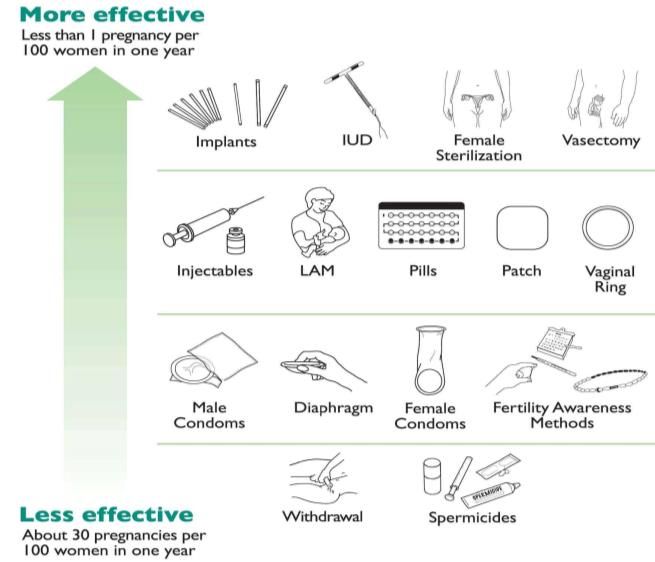 More effective
Less than 1 pregnancy per
100 women in one year
Implants
IUD
Female
Sterilization
Vasectomy
Injectables
LAM
Pills
Patch
Vaginal
Ring
Male
Condoms
Diaphragm
Female
Condoms
Fertility Awareness
Methods
Withdrawal
SPERMICIDE
Spermicides
Less effective
About 30 pregnancies per
100 women in one year